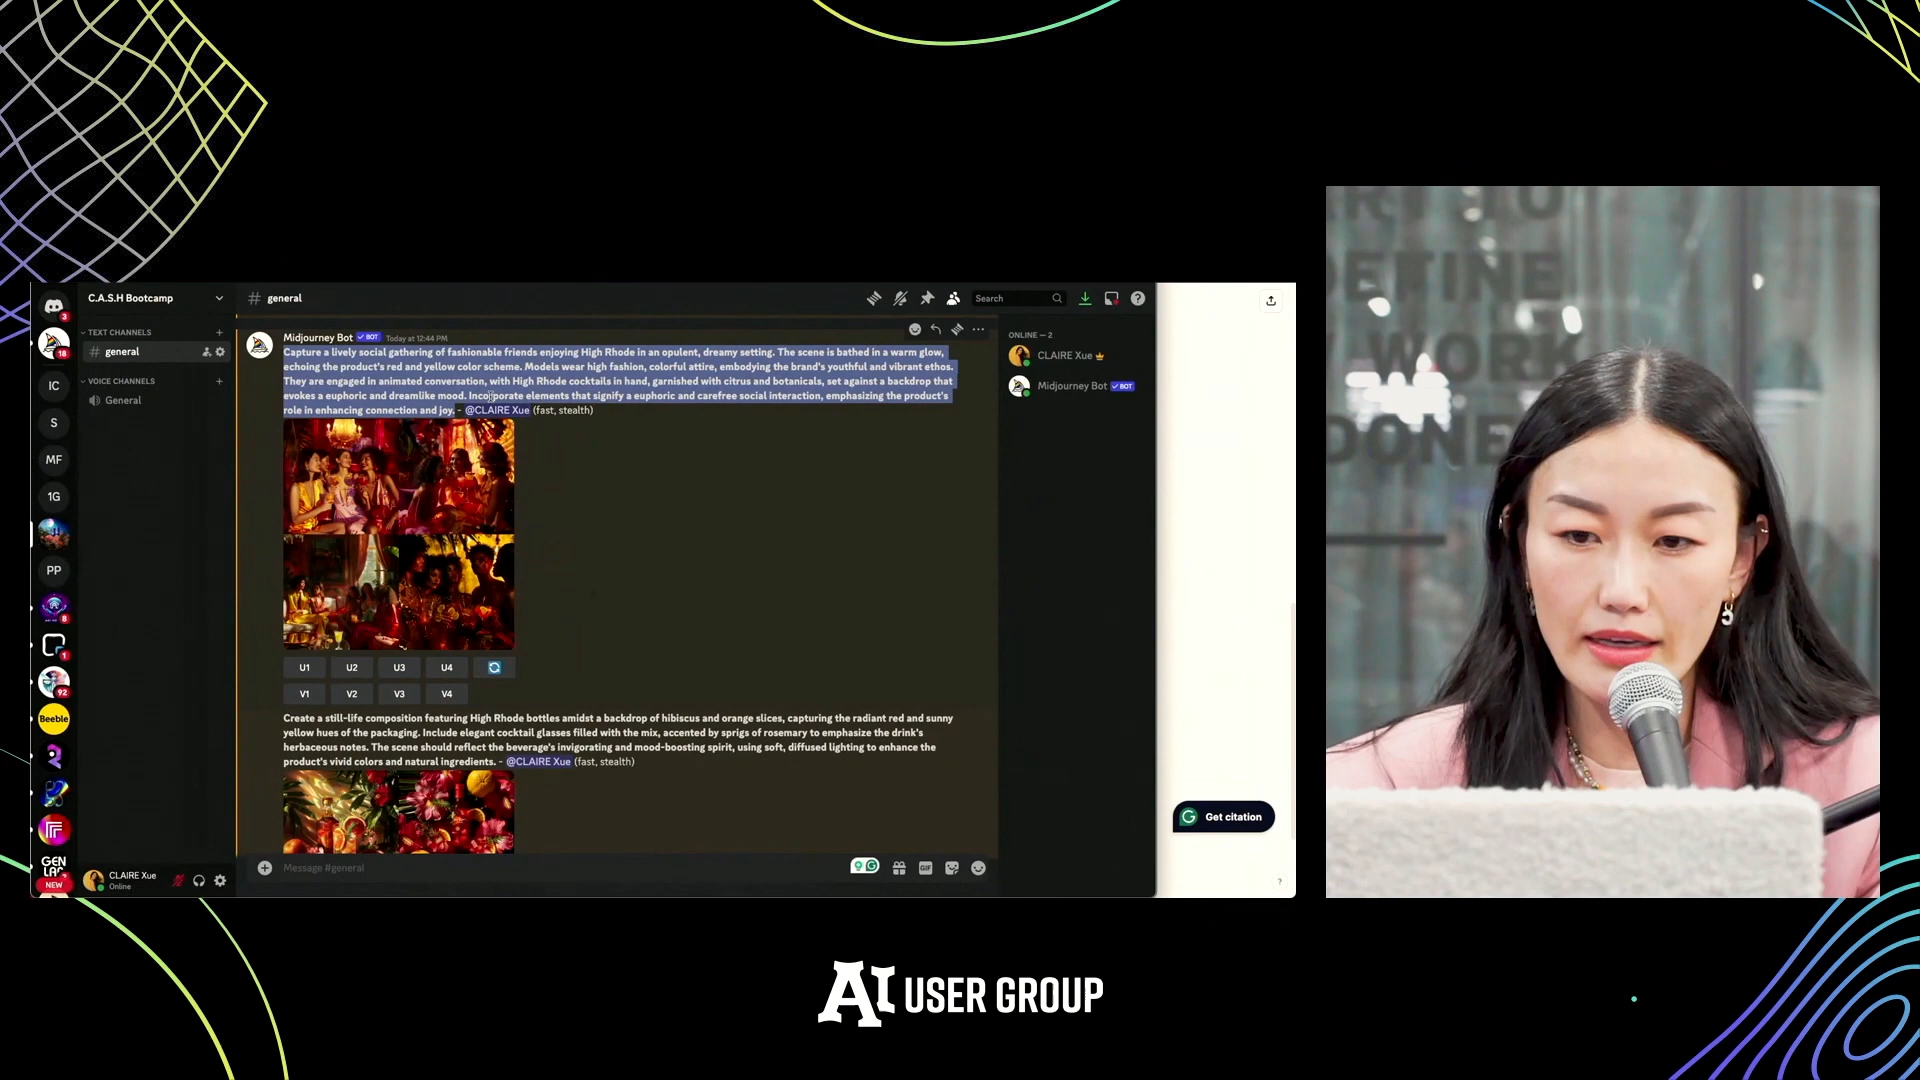 C.A.S.H Bootcamp
general
Search
TEXT CHANNELS
general
VOICE CHANNELS
General
3
18
IC
S
MF
1G
PP
8
1
92
Beeble
GEN
NEW
CLAIRE Xue
Online
Midjourney Bot BOT Today at 12:44 PM
Capture a lively social gathering of fashionable friends enjoying High Rhode in an opulent, dreamy setting. The scene is bathed in a warm glow,
echoing the product's red and yellow color scheme. Models wear high fashion, colorful attire, embodying the brand's youthful and vibrant ethos.
They are engaged in animated conversation, with High Rhode cocktails in hand, garnished with citrus and botanicals, set against a backdrop that
evokes a euphoric and dreamlike mood. Incorporate elements that signify a euphoric and carefree social interaction, emphasizing the product's
role in enhancing connection and joy. - @CLAIRE Xue (fast, stealth)
U1 U2 U3 U4
V1 V2 V3 V4
Create a still-life composition featuring High Rhode bottles amidst a backdrop of hibiscus and orange slices, capturing the radiant red and sunny
yellow hues of the packaging. Include elegant cocktail glasses filled with the mix, accented by sprigs of rosemary to emphasize the drink's
herbaceous notes. The scene should reflect the beverage's invigorating and mood-boosting spirit, using soft, diffused lighting to enhance the
product's vivid colors and natural ingredients. - @CLAIRE Xue (fast, stealth)
Message #general
GIF
ONLINE — 2
CLAIRE Xue
Midjourney Bot BOT
Get citation
?
WORK
DONE
AI USER GROUP